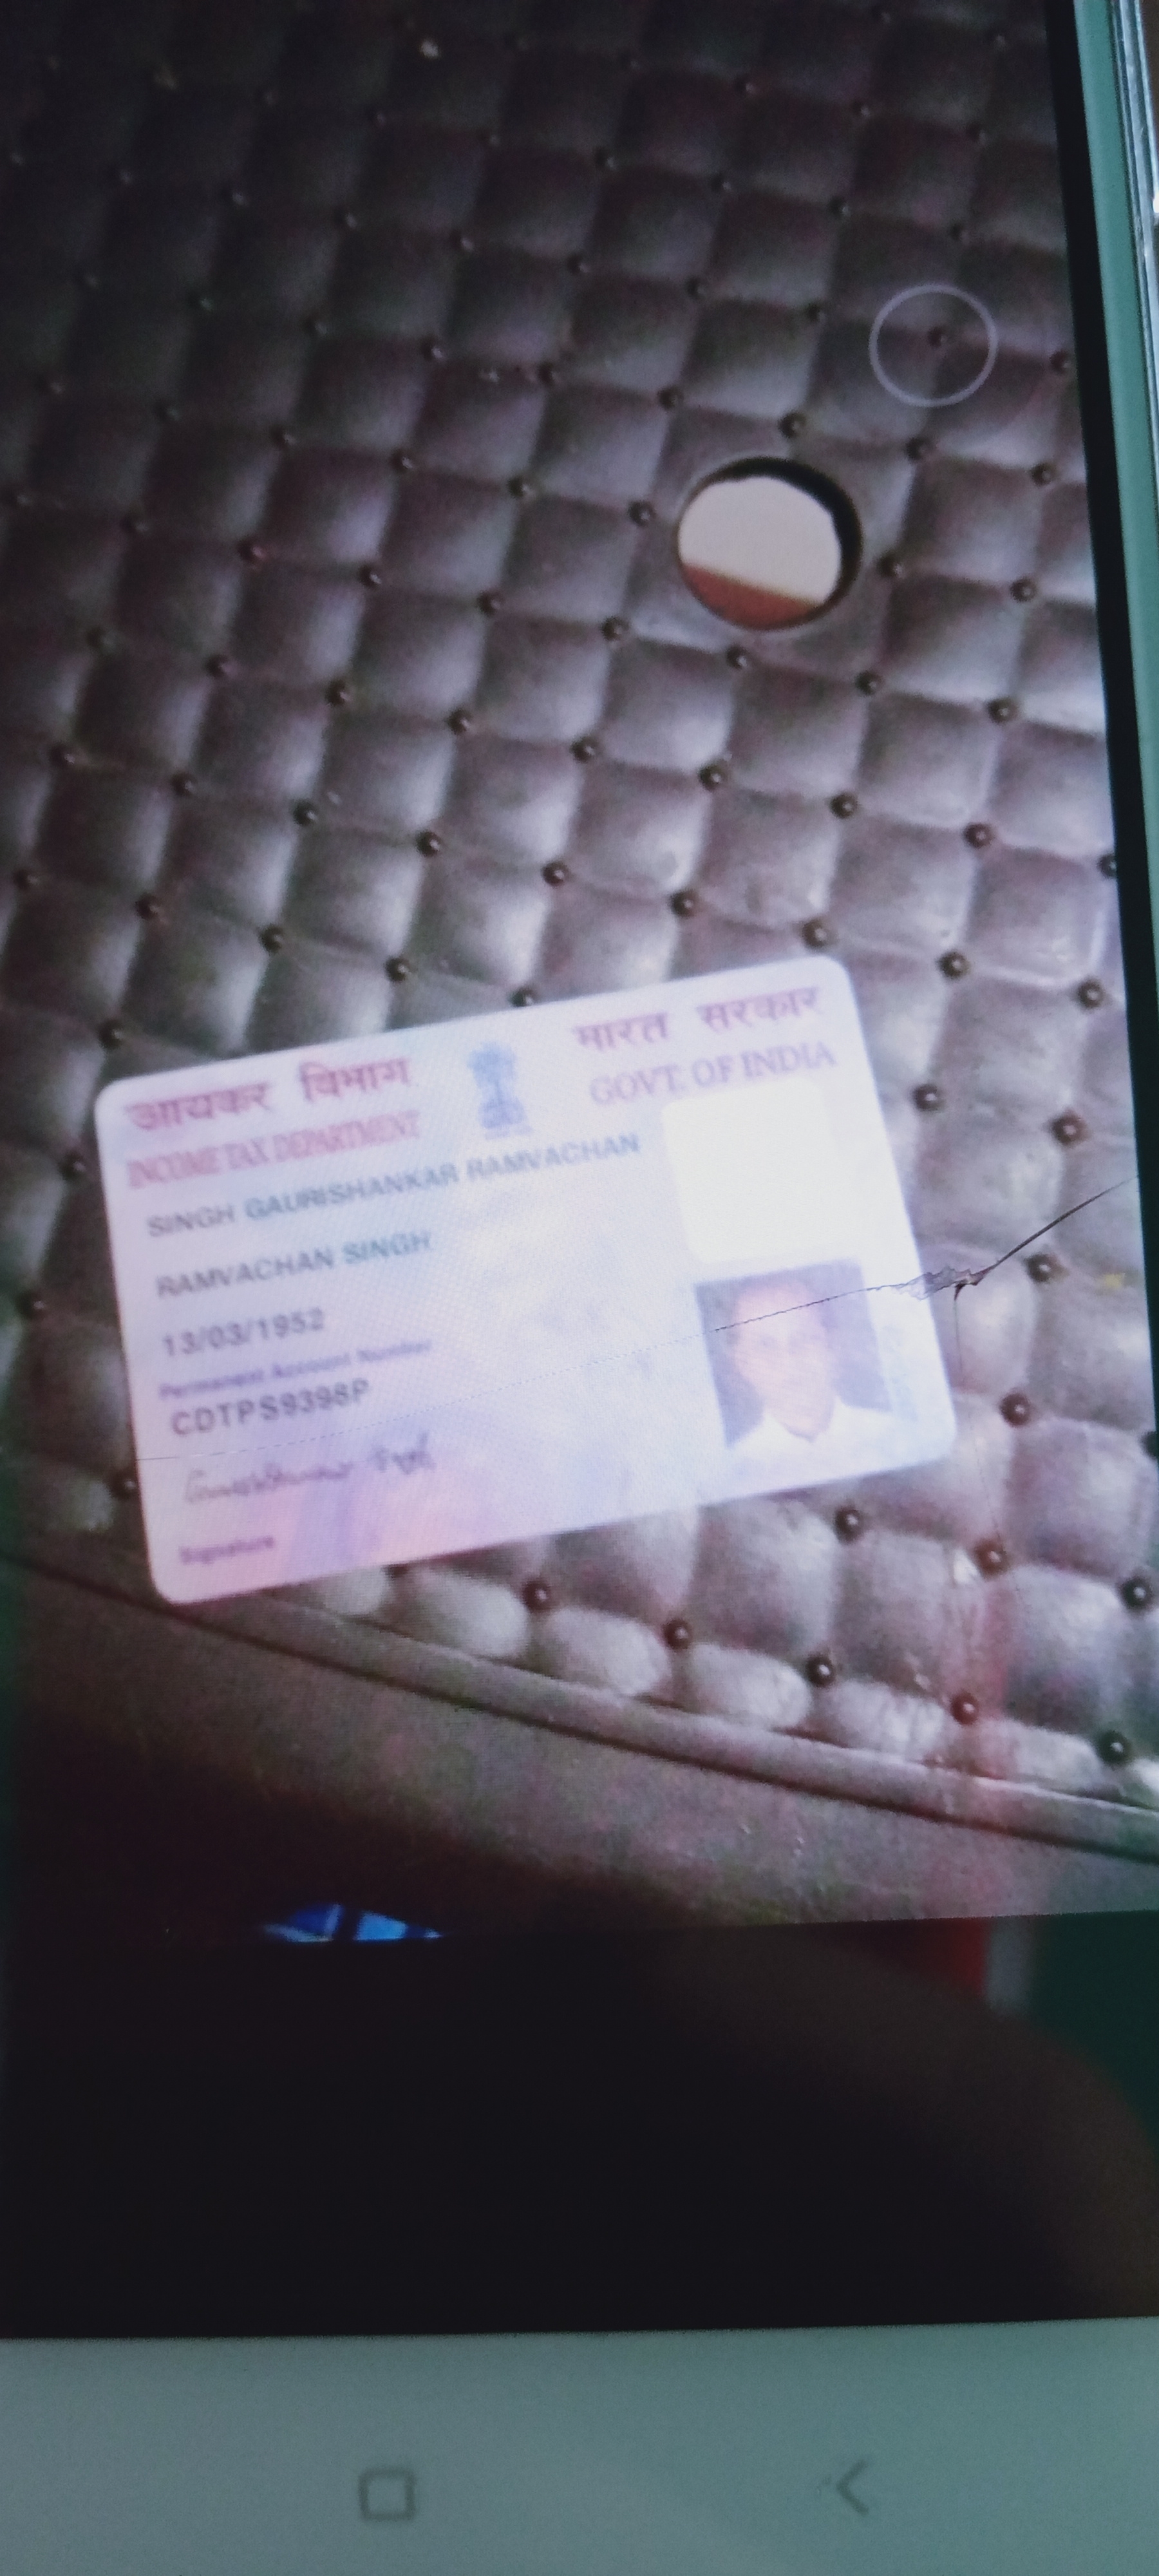 आयकर विभाग
भारत सरकार
INCOME TAX DEPARTMENT
GOVT. OF INDIA
SINGH GAURISHANKAR RAMVACHAN
RAMVACHAN SINGH
13/03/1952
Permanent Account Number
CDTPS9398P
Signature